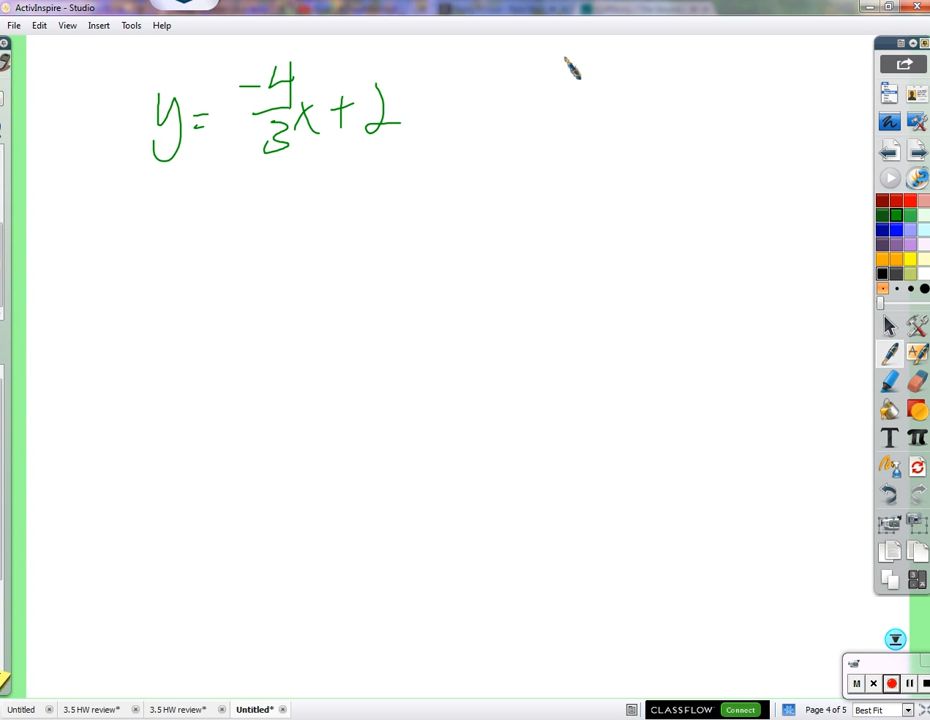 ActivInspire - Studio
File Edit View Insert Tools Help
y = -4/3 x + 2
M
Untitled 3.5 HW review* 3.5 HW review* Untitled* CLASSFLOW Connect Page 4 of 5 Best Fit